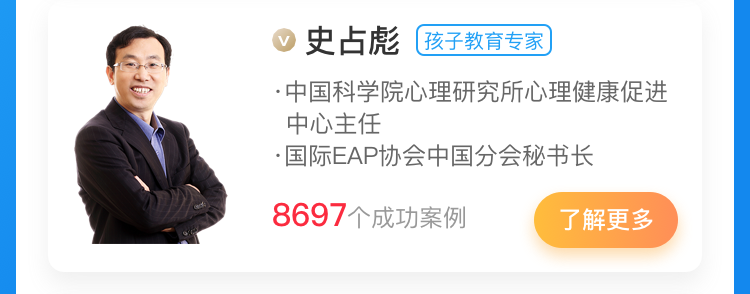 V 史占彪 孩子教育专家
·中国科学院心理研究所心理健康促进
中心主任
·国际EAP协会中国分会秘书长
8697个成功案例 了解更多